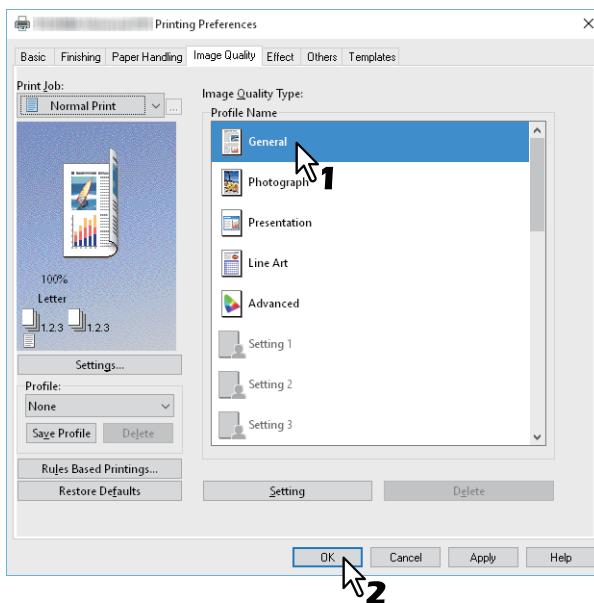 Printing Preferences
Basic Finishing Paper Handling Image Quality Effect Others Templates
Print Job:
Normal Print ...
100%
Letter
1.2.3 1.2.3
Settings...
Profile:
None
Save Profile Delete
Rules Based Printings...
Restore Defaults
Image Quality Type:
Profile Name
General
1
Photograph
Presentation
Line Art
Advanced
Setting 1
Setting 2
Setting 3
Setting Delete
OK Cancel Apply Help
2